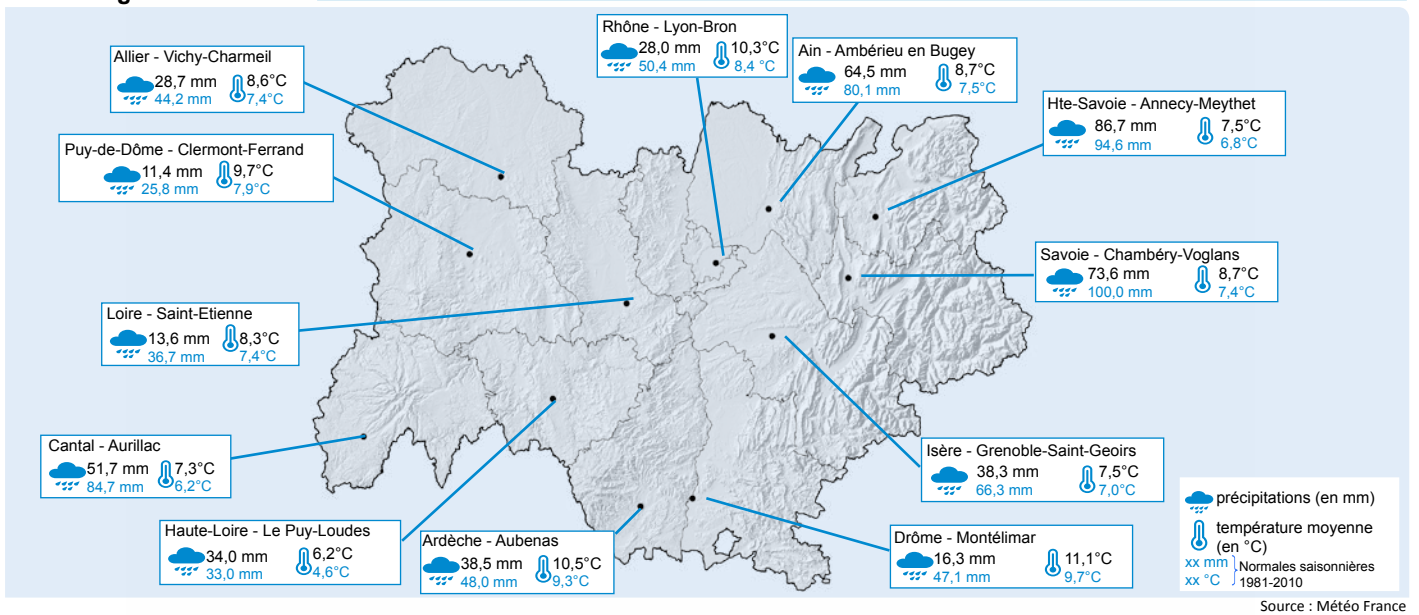 Rhône - Lyon-Bron
28,0 mm 10,3°C
50,4 mm 8,4 °C
Allier - Vichy-Charmeil
28,7 mm 8,6°C
44,2 mm 7,4°C
Ain - Ambérieu en Bugey
64,5 mm 8,7°C
80,1 mm 7,5°C
Hte-Savoie - Annecy-Meythet
86,7 mm 7,5°C
94,6 mm 6,8°C
Puy-de-Dôme - Clermont-Ferrand
11,4 mm 9,7°C
25,8 mm 7,9°C
Savoie - Chambéry-Voglans
73,6 mm 8,7°C
100,0 mm 7,4°C
Loire - Saint-Etienne
13,6 mm 8,3°C
36,7 mm 7,4°C
Cantal - Aurillac
51,7 mm 7,3°C
84,7 mm 6,2°C
Isère - Grenoble-Saint-Geoirs
38,3 mm 7,5°C
66,3 mm 7,0°C
Haute-Loire - Le Puy-Loudes
34,0 mm 6,2°C
33,0 mm 4,6°C
Ardèche - Aubenas
38,5 mm 10,5°C
48,0 mm 9,3°C
Drôme - Montélimar
16,3 mm 11,1°C
47,1 mm 9,7°C
précipitations (en mm)
température moyenne
(en °C)
xx mm Normales saisonnières
xx °C 1981-2010
Source : Météo France